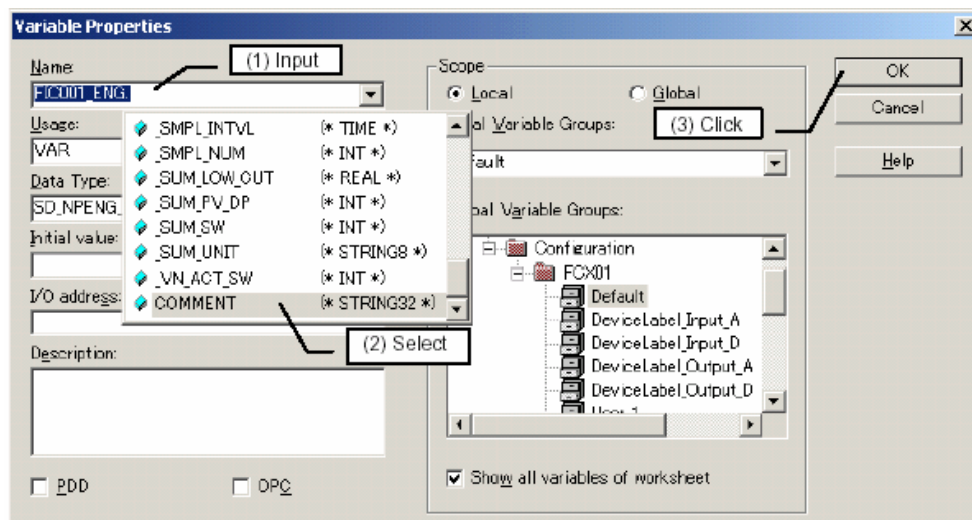 Variable Properties
Name:
(1) Input
FIC001_ENG.
Usage:
VAR
Data Type:
SD_NPENG_
Initial value:
I/O address:
Description:
PDD
OPC
_SMPL_INTVL (* TIME *)
_SMPL_NUM (* INT *)
_SUM_LOW_CUT (* REAL *)
_SUM_PV_DP (* INT *)
_SUM_SW (* INT *)
_SUM_UNIT (* STRING8 *)
_VN_ACT_SW (* INT *)
COMMENT (* STRING32 *)
(2) Select
Scope
Local
Global
al Variable Groups:
(3) Click
fault
bal Variable Groups:
Configuration
FCX01
Default
DeviceLabel_Input_A
DeviceLabel_Input_D
DeviceLabel_Output_A
DeviceLabel_Output_D
Show all variables of worksheet
OK
Cancel
Help